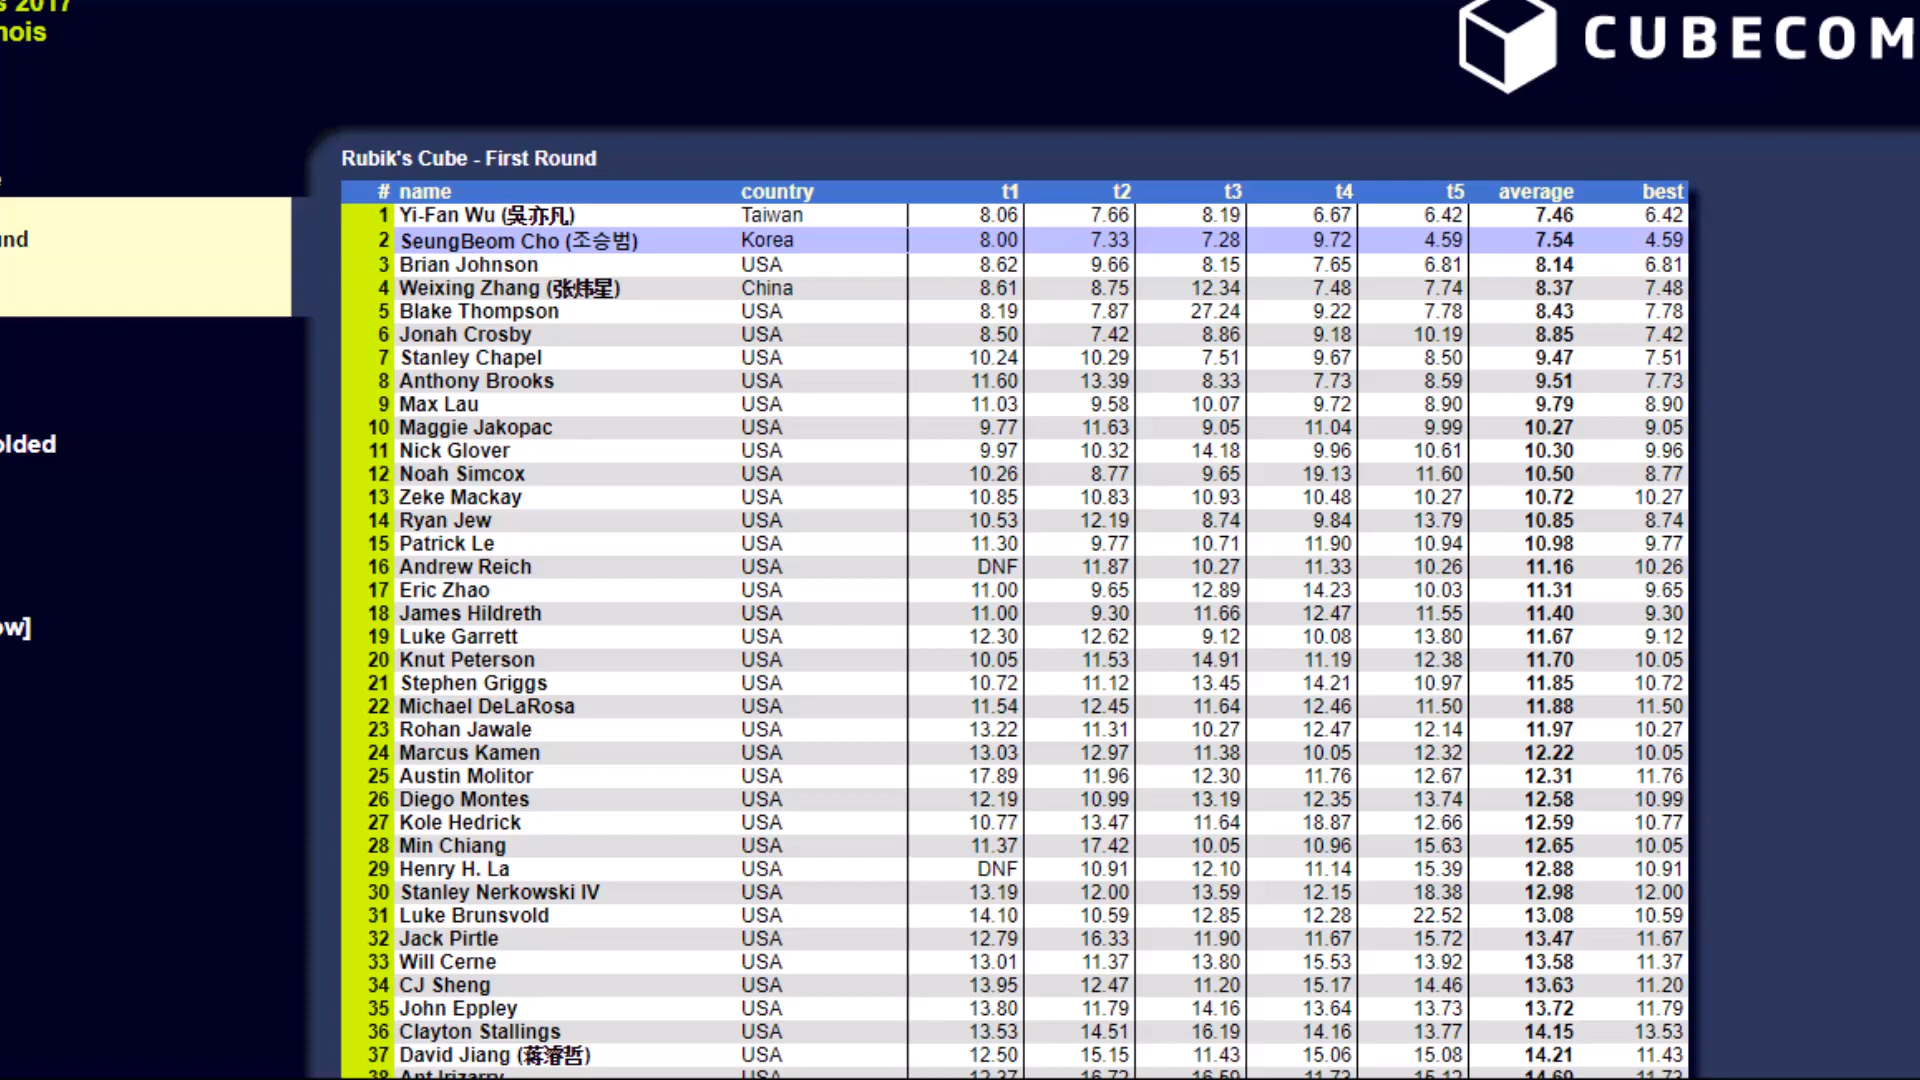 s 2017
nois
CUBECOM
Rubik's Cube - First Round
# name country t1 t2 t3 t4 t5 average best
1 Yi-Fan Wu (吳亦凡) Taiwan 8.06 7.66 8.19 6.67 6.42 7.46 6.42
und
2 SeungBeom Cho (조승범) Korea 8.00 7.33 7.28 9.72 4.59 7.54 4.59
3 Brian Johnson USA 8.62 9.66 8.15 7.65 6.81 8.14 6.81
4 Weixing Zhang (张炜星) China 8.61 8.75 12.34 7.48 7.74 8.37 7.48
5 Blake Thompson USA 8.19 7.87 27.24 9.22 7.78 8.43 7.78
6 Jonah Crosby USA 8.50 7.42 8.86 9.18 10.19 8.85 7.42
7 Stanley Chapel USA 10.24 10.29 7.51 9.67 8.50 9.47 7.51
8 Anthony Brooks USA 11.60 13.39 8.33 7.73 8.59 9.51 7.73
9 Max Lau USA 11.03 9.58 10.07 9.72 8.90 9.79 8.90
10 Maggie Jakopac USA 9.77 11.63 9.05 11.04 9.99 10.27 9.05
olded
11 Nick Glover USA 9.97 10.32 14.18 9.96 10.61 10.30 9.96
12 Noah Simcox USA 10.26 8.77 9.65 19.13 11.60 10.50 8.77
13 Zeke Mackay USA 10.85 10.83 10.93 10.48 10.27 10.72 10.27
14 Ryan Jew USA 10.53 12.19 8.74 9.84 13.79 10.85 8.74
15 Patrick Le USA 11.30 9.77 10.71 11.90 10.94 10.98 9.77
16 Andrew Reich USA DNF 11.87 10.27 11.33 10.26 11.16 10.26
17 Eric Zhao USA 11.00 9.65 12.89 14.23 10.03 11.31 9.65
18 James Hildreth USA 11.00 9.30 11.66 12.47 11.55 11.40 9.30
ow]
19 Luke Garrett USA 12.30 12.62 9.12 10.08 13.80 11.67 9.12
20 Knut Peterson USA 10.05 11.53 14.91 11.19 12.38 11.70 10.05
21 Stephen Griggs USA 10.72 11.12 13.45 14.21 10.97 11.85 10.72
22 Michael DeLaRosa USA 11.54 12.45 11.64 12.46 11.50 11.88 11.50
23 Rohan Jawale USA 13.22 11.31 10.27 12.47 12.14 11.97 10.27
24 Marcus Kamen USA 13.03 12.97 11.38 10.05 12.32 12.22 10.05
25 Austin Molitor USA 17.89 11.96 12.30 11.76 12.67 12.31 11.76
26 Diego Montes USA 12.19 10.99 13.19 12.35 13.74 12.58 10.99
27 Kole Hedrick USA 10.77 13.47 11.64 18.87 12.66 12.59 10.77
28 Min Chiang USA 11.37 17.42 10.05 10.96 15.63 12.65 10.05
29 Henry H. La USA DNF 10.91 12.10 11.14 15.39 12.88 10.91
30 Stanley Nerkowski IV USA 13.19 12.00 13.59 12.15 18.38 12.98 12.00
31 Luke Brunsvold USA 14.10 10.59 12.85 12.28 22.52 13.08 10.59
32 Jack Pirtle USA 12.79 16.33 11.90 11.67 15.72 13.47 11.67
33 Will Cerne USA 13.01 11.37 13.80 15.53 13.92 13.58 11.37
34 CJ Sheng USA 13.95 12.47 11.20 15.17 14.46 13.63 11.20
35 John Eppley USA 13.80 11.79 14.16 13.64 13.73 13.72 11.79
36 Clayton Stallings USA 13.53 14.51 16.19 14.16 13.77 14.15 13.53
37 David Jiang (蒋濬哲) USA 12.50 15.15 11.43 15.06 15.08 14.21 11.43